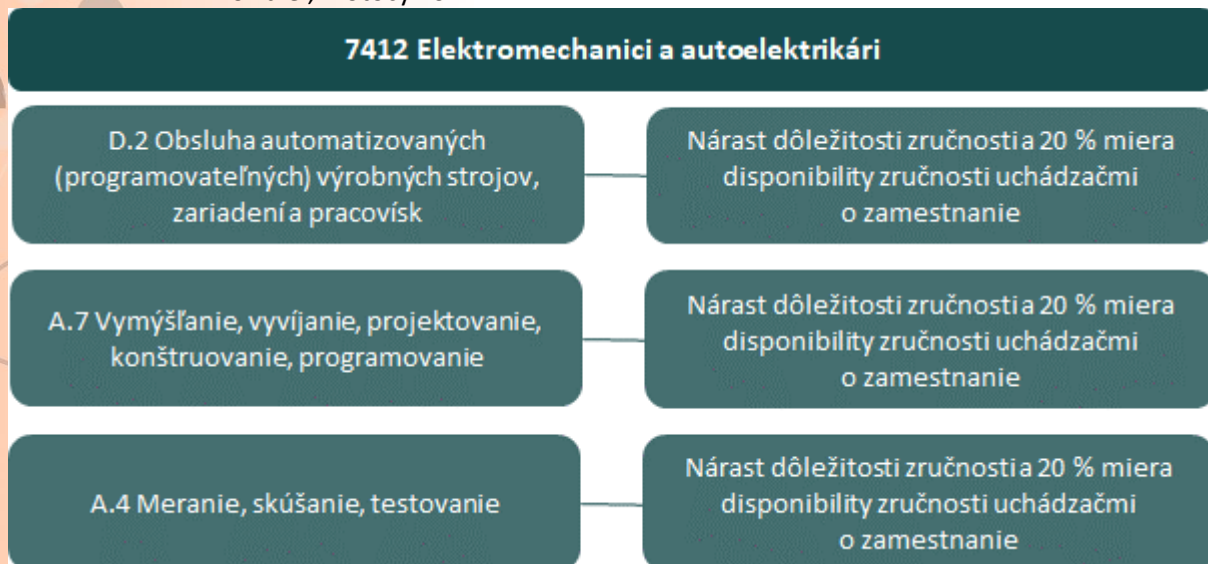 7412 Elektromechanici a autoelektrikári
D.2 Obsluha automatizovaných
(programovateľných) výrobných strojov,
zariadení a pracovísk
Nárast dôležitosti zručnosti a 20 % miera
disponibility zručnosti uchádzačmi
o zamestnanie
A.7 Vymýšľanie, vyvíjanie, projektovanie,
konštruovanie, programovanie
Nárast dôležitosti zručnosti a 20 % miera
disponibility zručnosti uchádzačmi
o zamestnanie
A.4 Meranie, skúšanie, testovanie
Nárast dôležitosti zručnosti a 20 % miera
disponibility zručnosti uchádzačmi
o zamestnanie